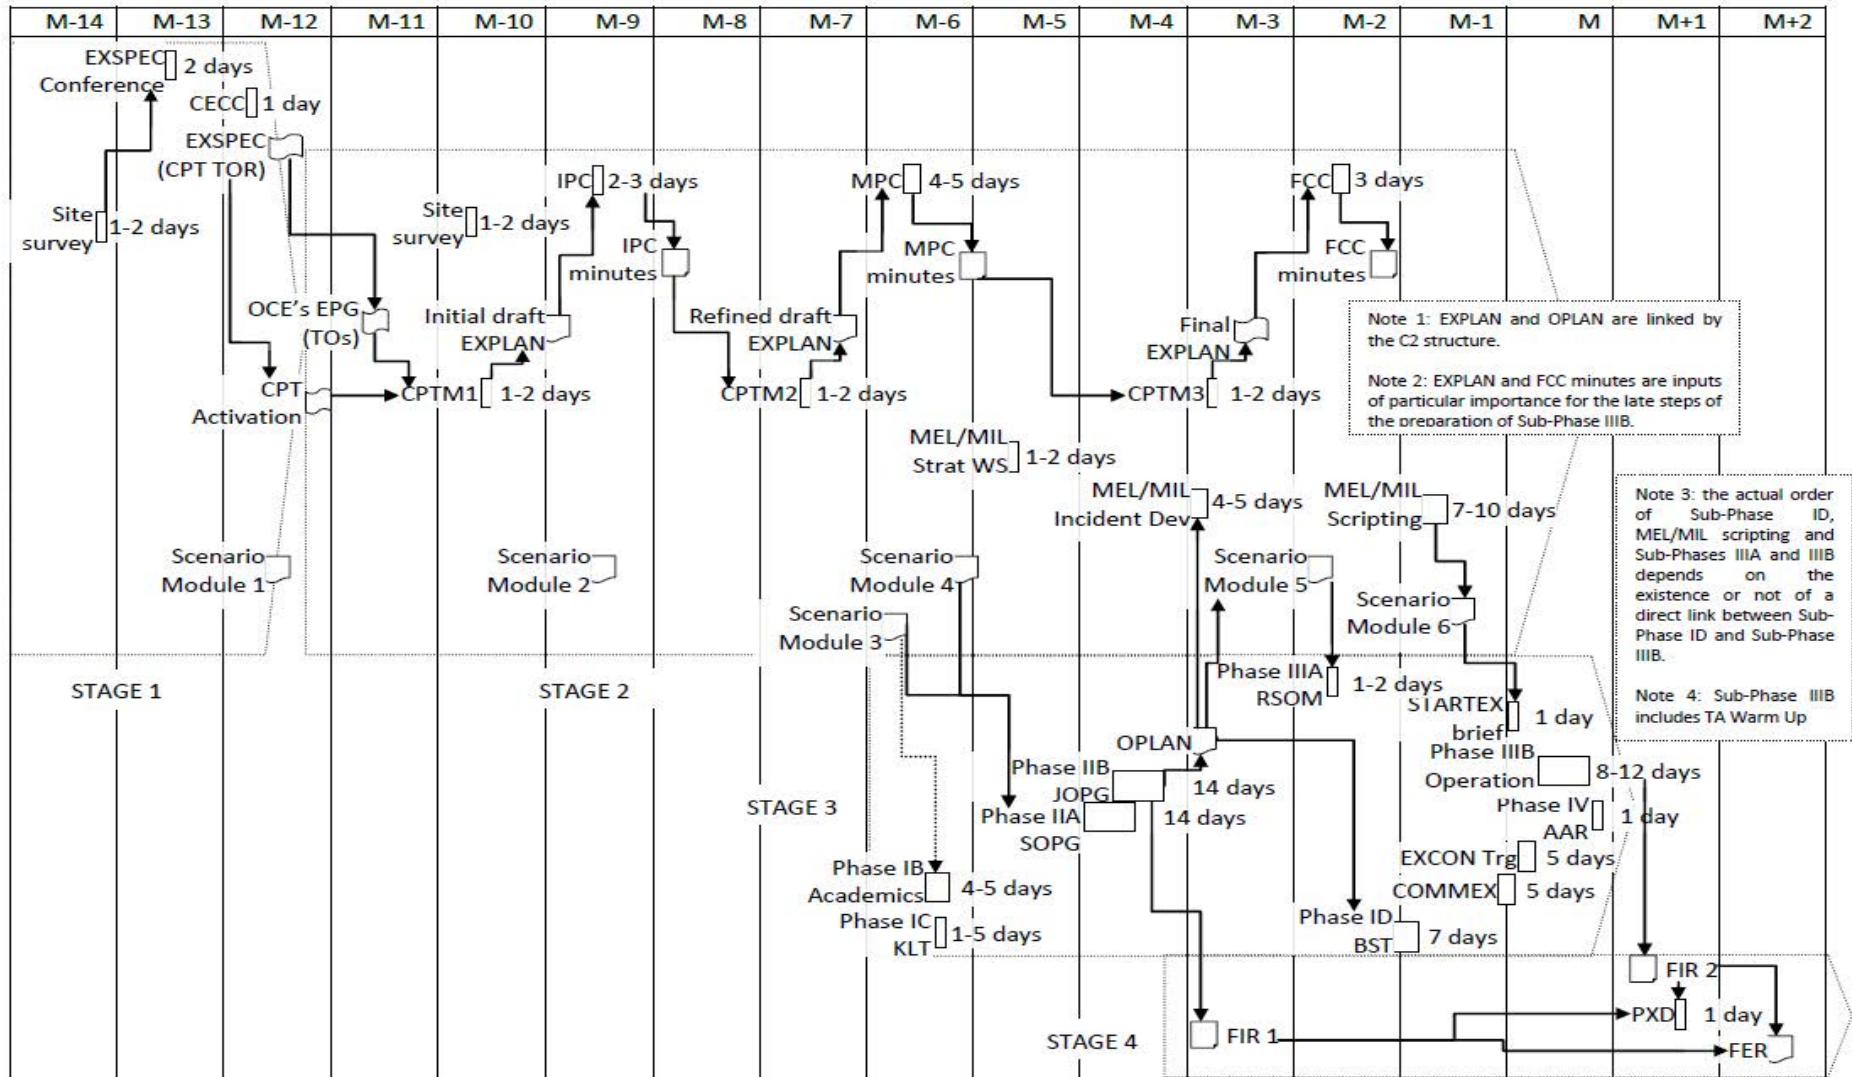 M-14 M-13 M-12 M-11 M-10 M-9 M-8 M-7 M-6 M-5 M-4 M-3 M-2 M-1 M M+1 M+2
EXSPEC
Conference
2 days
CECC 1 day
EXSPEC
(CPT TOR)
Site
survey
1-2 days
OCE's EPG
(TOs)
CPT
Activation
Scenario
Module 1
STAGE 1
Site
survey
1-2 days
IPC 2-3 days
IPC
minutes
Initial draft
EXPLAN
CPTM1 1-2 days
Scenario
Module 2
STAGE 2
MPC 4-5 days
MPC
minutes
Refined draft
EXPLAN
CPTM2 1-2 days
MEL/MIL
Strat WS
1-2 days
Scenario
Module 4
Scenario
Module 3
FCC 3 days
FCC
minutes
Final
EXPLAN
CPTM3 1-2 days
MEL/MIL
Incident Dev
4-5 days
MEL/MIL
Scripting
7-10 days
Scenario
Module 5
Scenario
Module 6
Note 1: EXPLAN and OPLAN are linked by
the C2 structure.
Note 2: EXPLAN and FCC minutes are inputs
of particular importance for the late steps of
the preparation of Sub-Phase IIIB.
Note 3: the actual order
of Sub-Phase ID,
MEL/MIL scripting and
Sub-Phases IIIA and IIIB
depends on the
existence or not of a
direct link between Sub-
Phase ID and Sub-Phase
IIIB.
Note 4: Sub-Phase IIIB
includes TA Warm Up
Phase IIIA
RSOM
1-2 days
STARTEX
brief
1 day
OPLAN
Phase IIB
JOPG
14 days
Phase IIA
SOPG
14 days
STAGE 3
Phase IIIB
Operation
8-12 days
Phase IV
AAR
1 day
EXCON Trg 5 days
COMMEX 5 days
Phase IB
Academics
4-5 days
Phase IC
KLT
1-5 days
Phase ID
BST
7 days
FIR 2
PXD 1 day
STAGE 4
FIR 1
FER